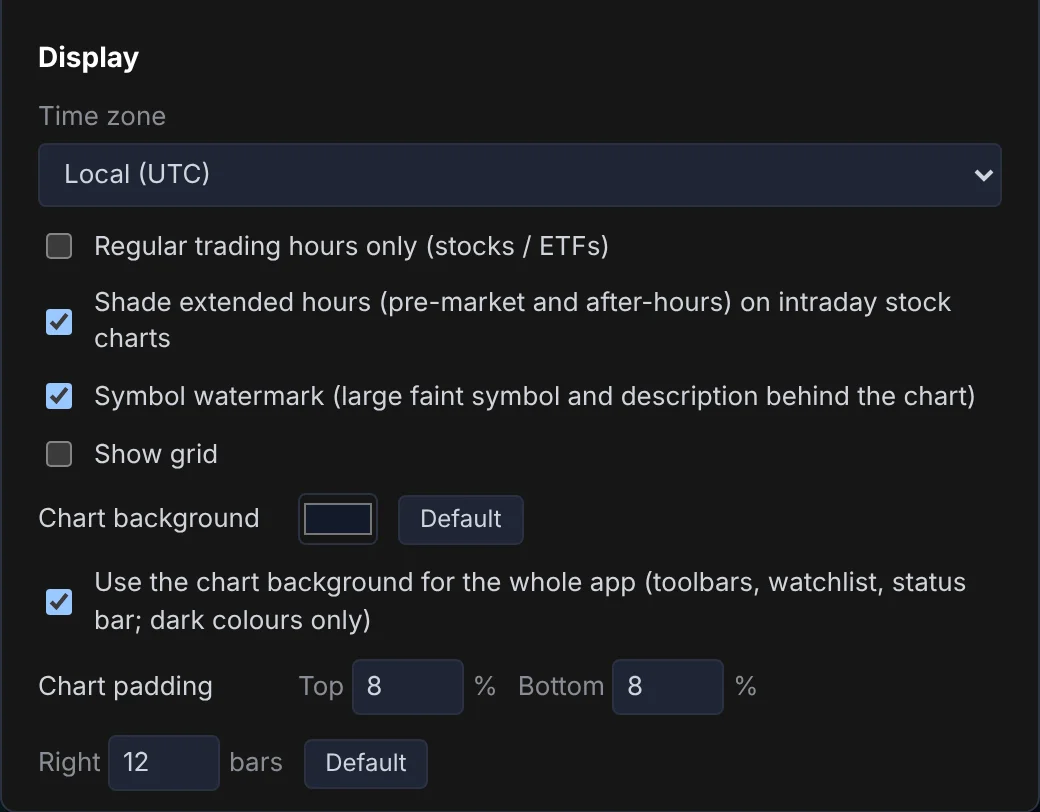 Display
Time zone
Local (UTC)
Regular trading hours only (stocks / ETFs)
Shade extended hours (pre-market and after-hours) on intraday stock
charts
Symbol watermark (large faint symbol and description behind the chart)
Show grid
Chart background Default
Use the chart background for the whole app (toolbars, watchlist, status
bar; dark colours only)
Chart padding Top 8 % Bottom 8 %
Right 12 bars Default